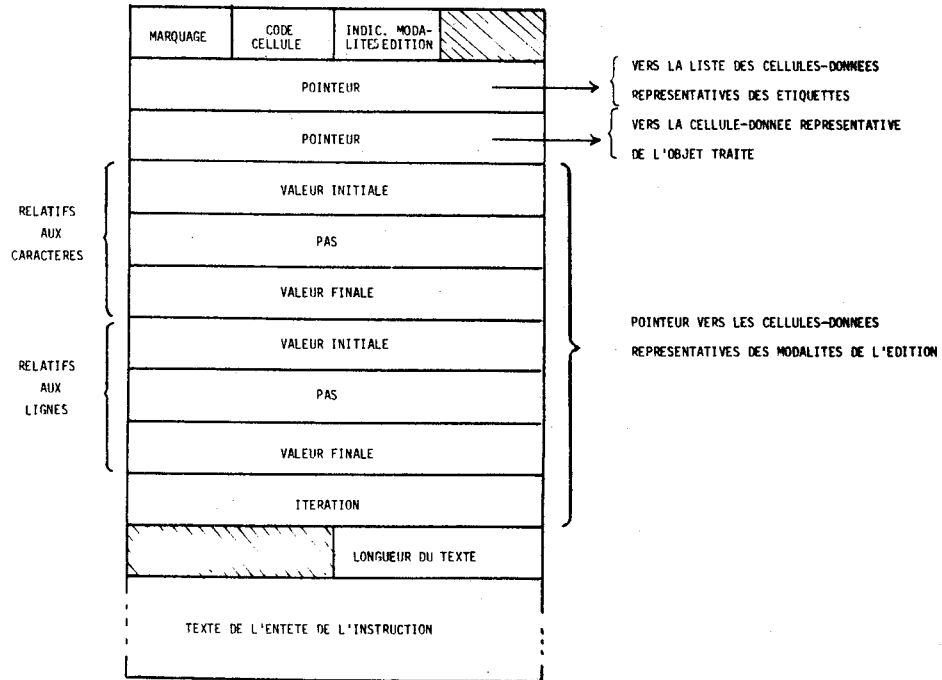 MARQUAGE
CODE
CELLULE
INDIC. MODA-
LITES EDITION
POINTEUR
VERS LA LISTE DES CELLULES-DONNEES
REPRESENTATIVES DES ETIQUETTES
POINTEUR
VERS LA CELLULE-DONNEE REPRESENTATIVE
DE L'OBJET TRAITE
RELATIFS
AUX
CARACTERES
VALEUR INITIALE
PAS
VALEUR FINALE
RELATIFS
AUX
LIGNES
VALEUR INITIALE
PAS
VALEUR FINALE
ITERATION
POINTEUR VERS LES CELLULES-DONNEES
REPRESENTATIVES DES MODALITES DE L'EDITION
LONGUEUR DU TEXTE
TEXTE DE L'ENTETE DE L'INSTRUCTION